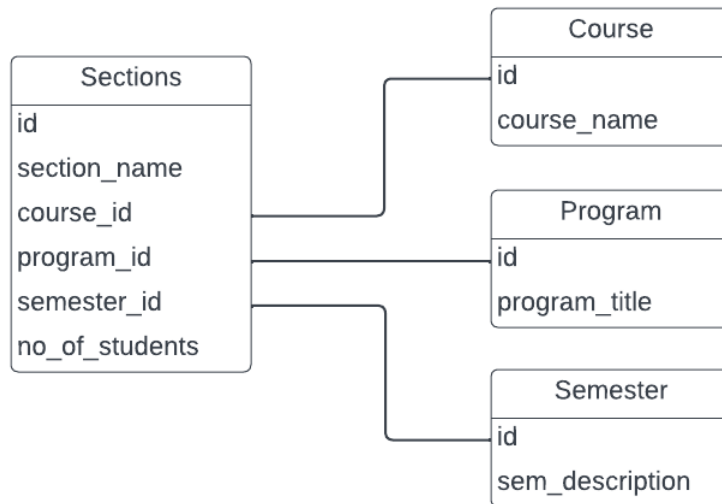 Sections
id
section_name
course_id
program_id
semester_id
no_of_students
Course
id
course_name
Program
id
program_title
Semester
id
sem_description